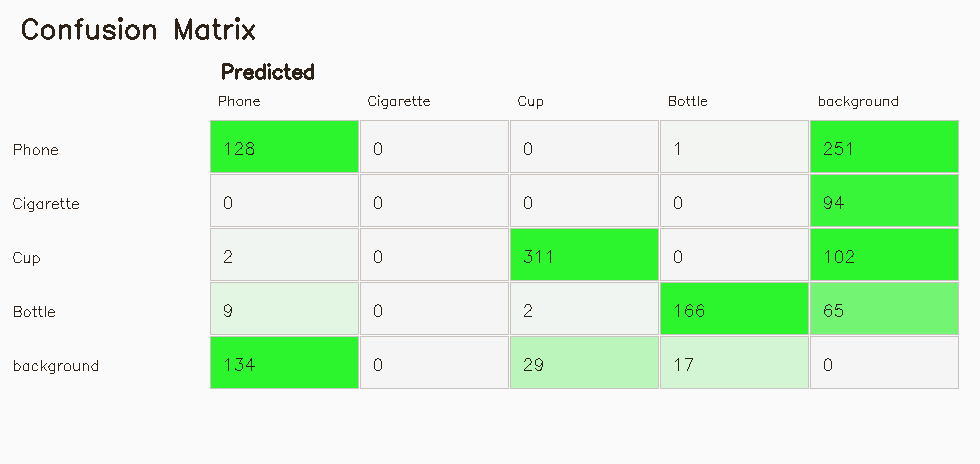 Confusion Matrix
Predicted
Phone Cigarette Cup Bottle background
Phone 128 0 0 1 251
Cigarette 0 0 0 0 94
Cup 2 0 311 0 102
Bottle 9 0 2 166 65
background 134 0 29 17 0